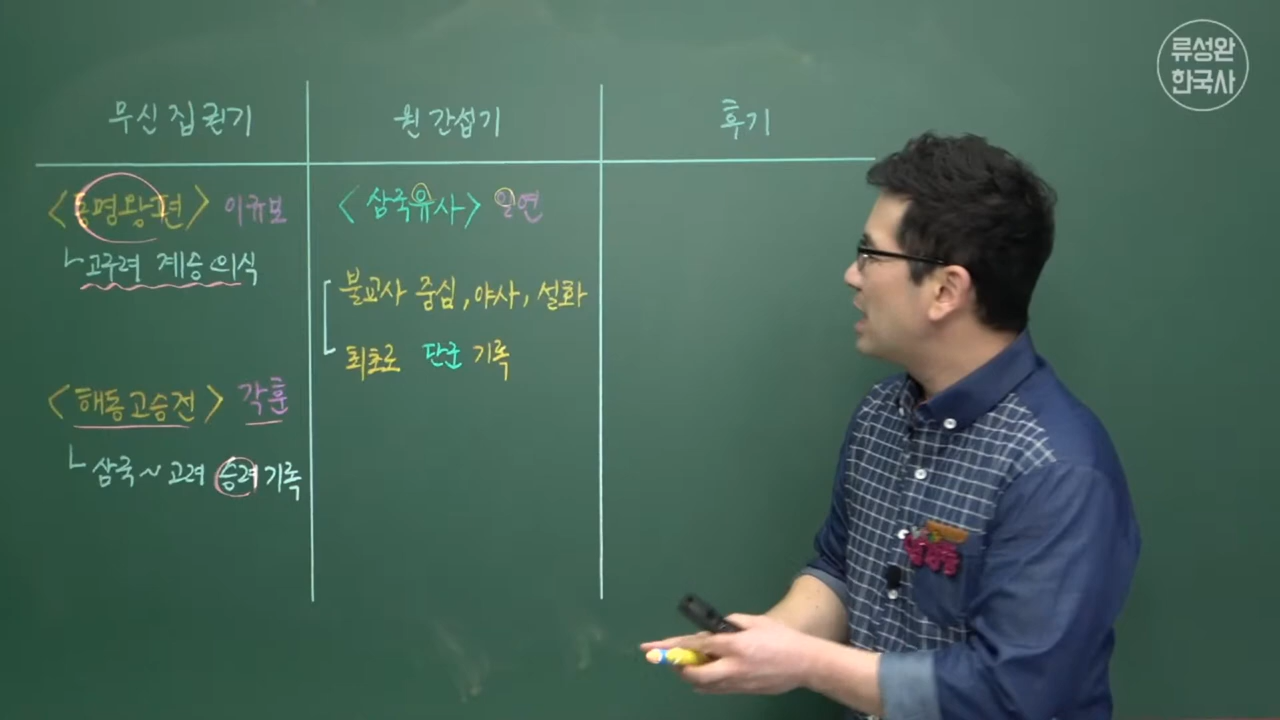 무신 집권기
원 간섭기
후기
<동명왕편> 이규보
└고구려 계승 의식
<해동고승전> 각훈
└삼국~고려 승려 기록
<삼국유사> 일연
불교사 중심, 야사, 설화
최초로 단군 기록
류성완
한국사